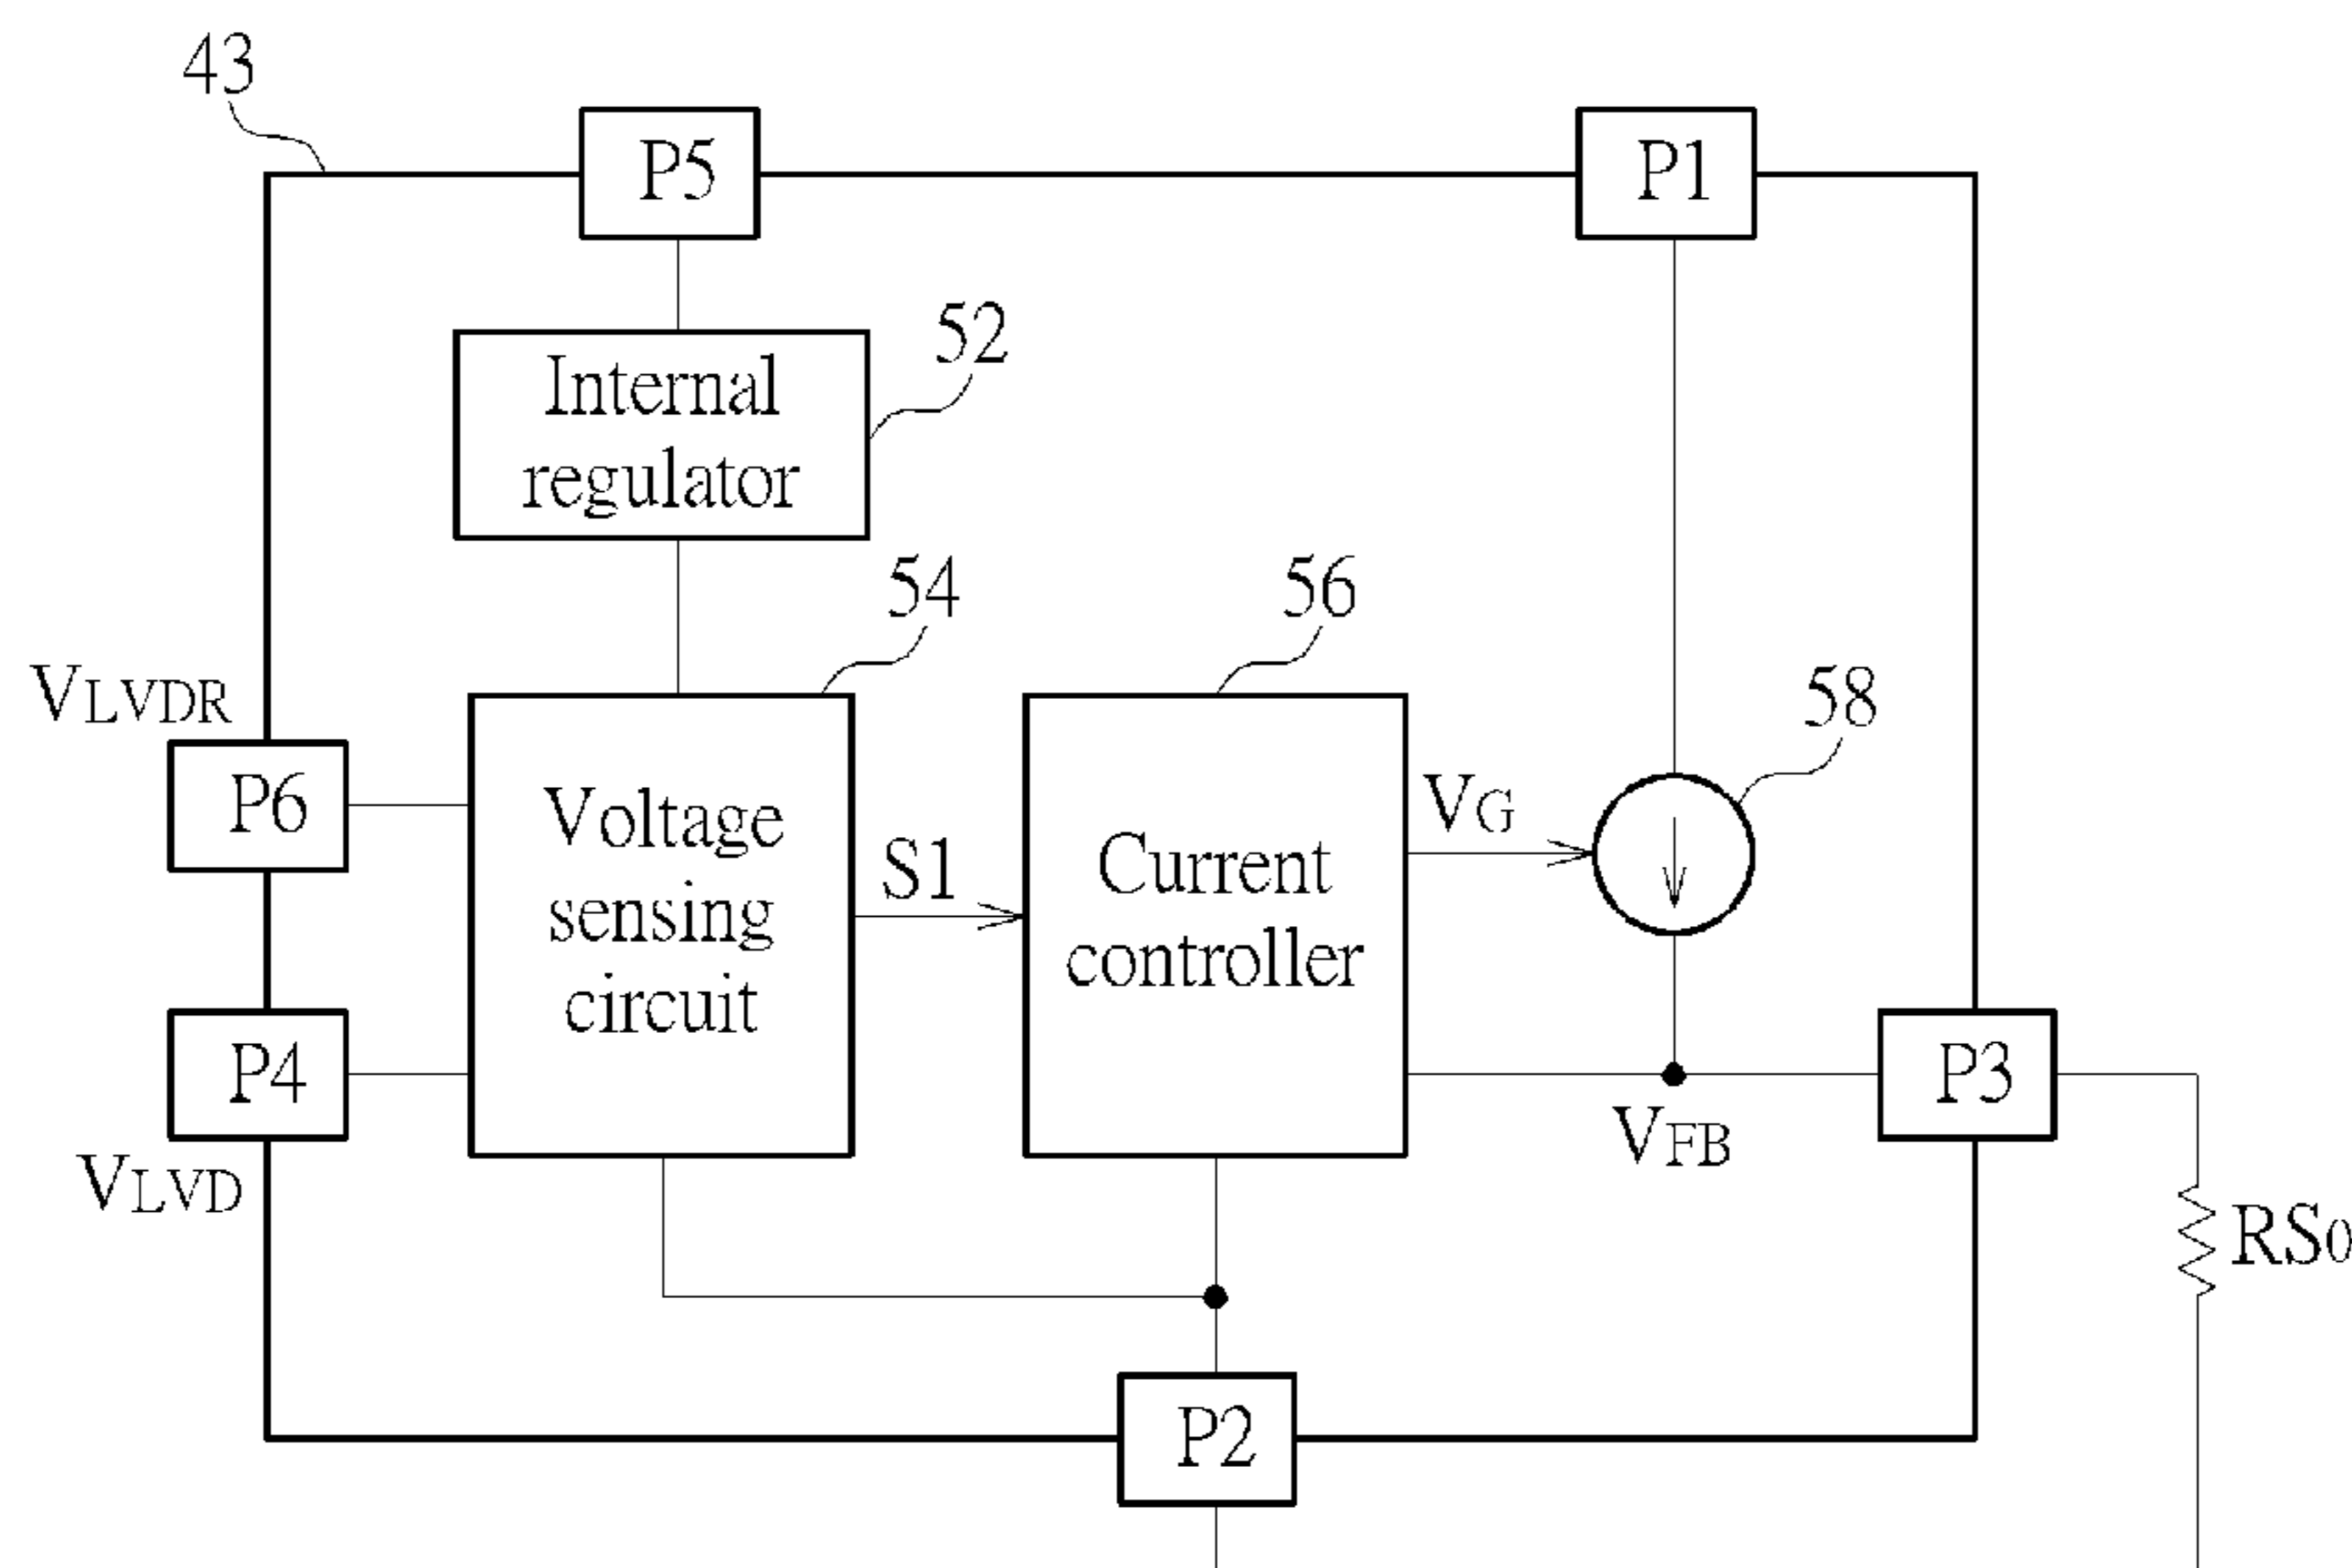 43
P5
P1
52
Internal
regulator
54
56
58
VLVDR
P6
Voltage
sensing
circuit
S1
Current
controller
VG
P4
VLVD
P3
VFB
RS0
P2